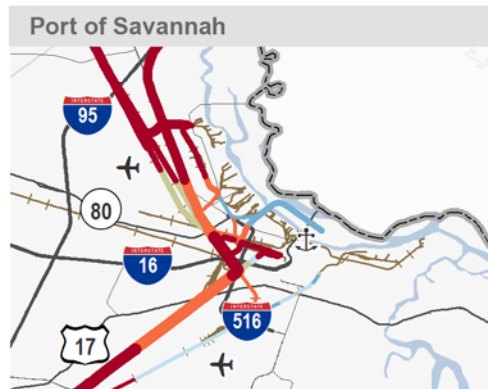 Port of Savannah
INTERSTATE
95
80
INTERSTATE
16
INTERSTATE
516
17